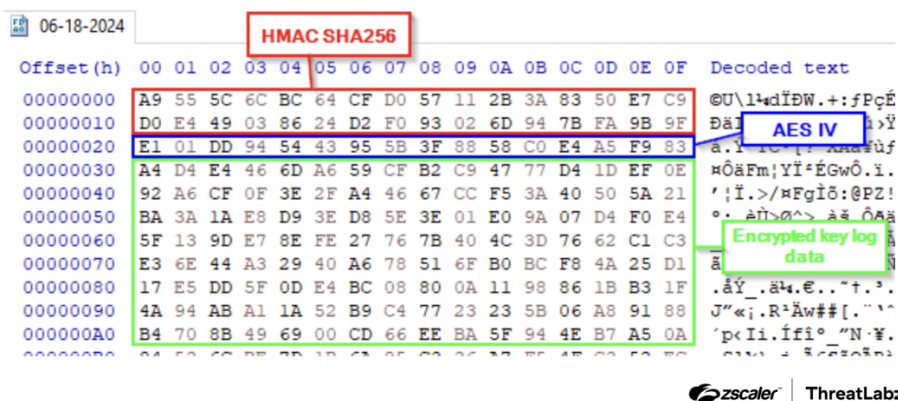 06-18-2024
HMAC SHA256
Offset(h) 00 01 02 03 04 05 06 07 08 09 0A 0B 0C 0D 0E 0F Decoded text
00000000 A9 55 5C 6C BC 64 CF D0 57 11 2B 3A 83 50 E7 C9 ©U\l¼dÏÐW.+:ƒPçÉ
00000010 D0 E4 49 03 86 24 D2 F0 93 02 6D 94 7B FA 9B 9F
AES IV
00000020 E1 01 DD 94 54 43 95 5B 3F 88 58 C0 E4 A5 F9 83
00000030 A4 D4 E4 46 6D A6 59 CF B2 C9 47 77 D4 1D EF 0E ¤ÔäFm¦YÏ²ÉGwÔ.ï.
00000040 92 A6 CF 0F 3E 2F A4 46 67 CC F5 3A 40 50 5A 21 ’¦Ï.>/¤FgÌõ:@PZ!
00000050 BA 3A 1A E8 D9 3E D8 5E 3E 01 E0 9A 07 D4 F0 E4
00000060 5F 13 9D E7 8E FE 27 76 7B 40 4C 3D 76 62 C1 C3
Encrypted key log
data
00000070 E3 6E 44 A3 29 40 A6 78 51 6F B0 BC F8 4A 25 D1
00000080 17 E5 DD 5F 0D E4 BC 08 80 0A 11 98 86 1B B3 1F .åÝ_.ä¼.€..˜†.³.
00000090 4A 94 AB A1 1A 52 B9 C4 77 23 23 5B 06 A8 91 88 J”«¡.R¹Äw##[.¨‘ˆ
000000A0 B4 70 8B 49 69 00 CD 66 EE BA 5F 94 4E B7 A5 0A ´p‹Ii.Ífîº_”N·¥.
zscaler | ThreatLabz